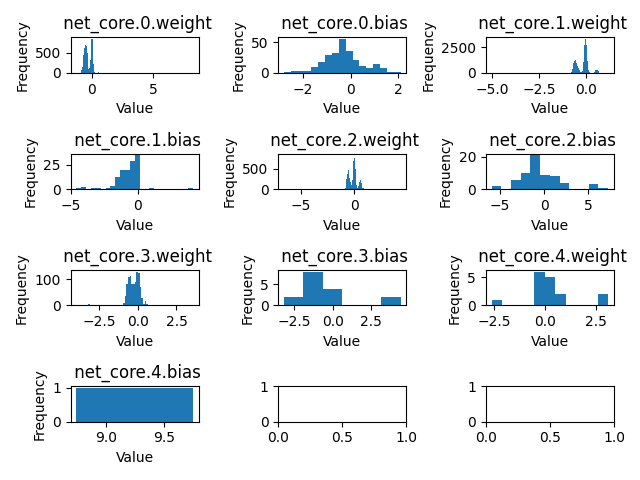 net_core.0.weight
net_core.0.bias
net_core.1.weight
Frequency
500
0
0
5
Value
Frequency
50
0
−2
0
2
Value
Frequency
2500
0
−5.0
−2.5
0.0
Value
net_core.1.bias
net_core.2.weight
net_core.2.bias
Frequency
25
0
−5
0
Value
Frequency
500
0
−5
0
Value
Frequency
20
0
−5
0
5
Value
net_core.3.weight
net_core.3.bias
net_core.4.weight
Frequency
100
0
−2.5
0.0
2.5
Value
Frequency
5
0
−2.5
0.0
2.5
Value
Frequency
5
0
−2.5
0.0
2.5
Value
net_core.4.bias
Frequency
1
0
9.0
9.5
Value
1
0
0.0
0.5
1.0
1
0
0.0
0.5
1.0